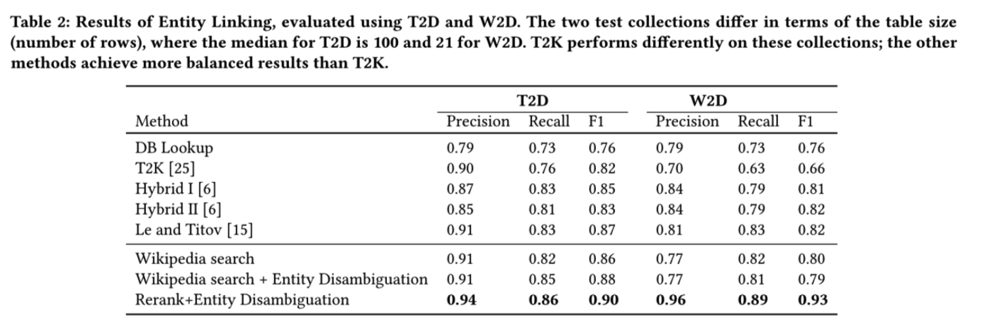 Table 2: Results of Entity Linking, evaluated using T2D and W2D. The two test collections differ in terms of the table size
(number of rows), where the median for T2D is 100 and 21 for W2D. T2K performs differently on these collections; the other
methods achieve more balanced results than T2K.
T2D W2D
Method Precision Recall F1 Precision Recall F1
DB Lookup 0.79 0.73 0.76 0.79 0.73 0.76
T2K [25] 0.90 0.76 0.82 0.70 0.63 0.66
Hybrid I [6] 0.87 0.83 0.85 0.84 0.79 0.81
Hybrid II [6] 0.85 0.81 0.83 0.84 0.79 0.82
Le and Titov [15] 0.91 0.83 0.87 0.81 0.83 0.82
Wikipedia search 0.91 0.82 0.86 0.77 0.82 0.80
Wikipedia search + Entity Disambiguation 0.91 0.85 0.88 0.77 0.81 0.79
Rerank+Entity Disambiguation 0.94 0.86 0.90 0.96 0.89 0.93